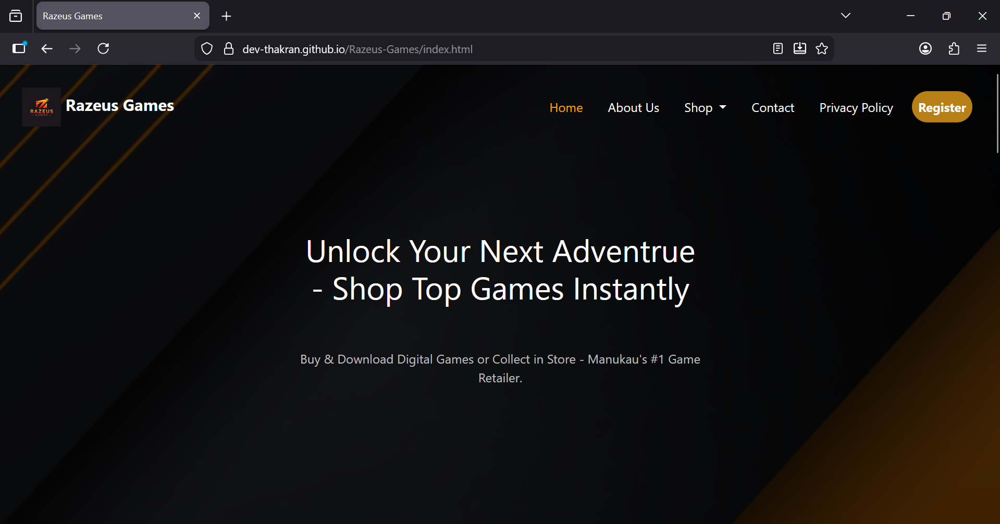 Razeus Games
dev-thakran.github.io/Razeus-Games/index.html
RAZEUS
GAMES
Razeus Games
Home About Us Shop Contact Privacy Policy Register
Unlock Your Next Adventrue
- Shop Top Games Instantly
Buy & Download Digital Games or Collect in Store - Manukau's #1 Game
Retailer.